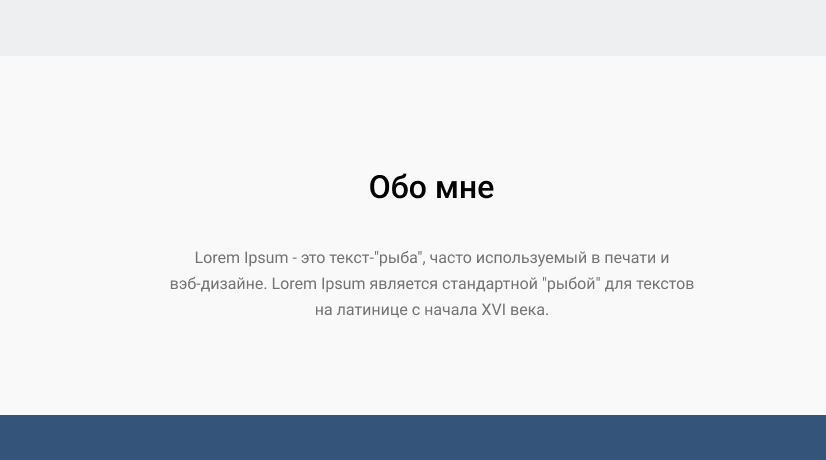 Обо мне
Lorem Ipsum - это текст-"рыба", часто используемый в печати и
вэб-дизайне. Lorem Ipsum является стандартной "рыбой" для текстов
на латинице с начала XVI века.